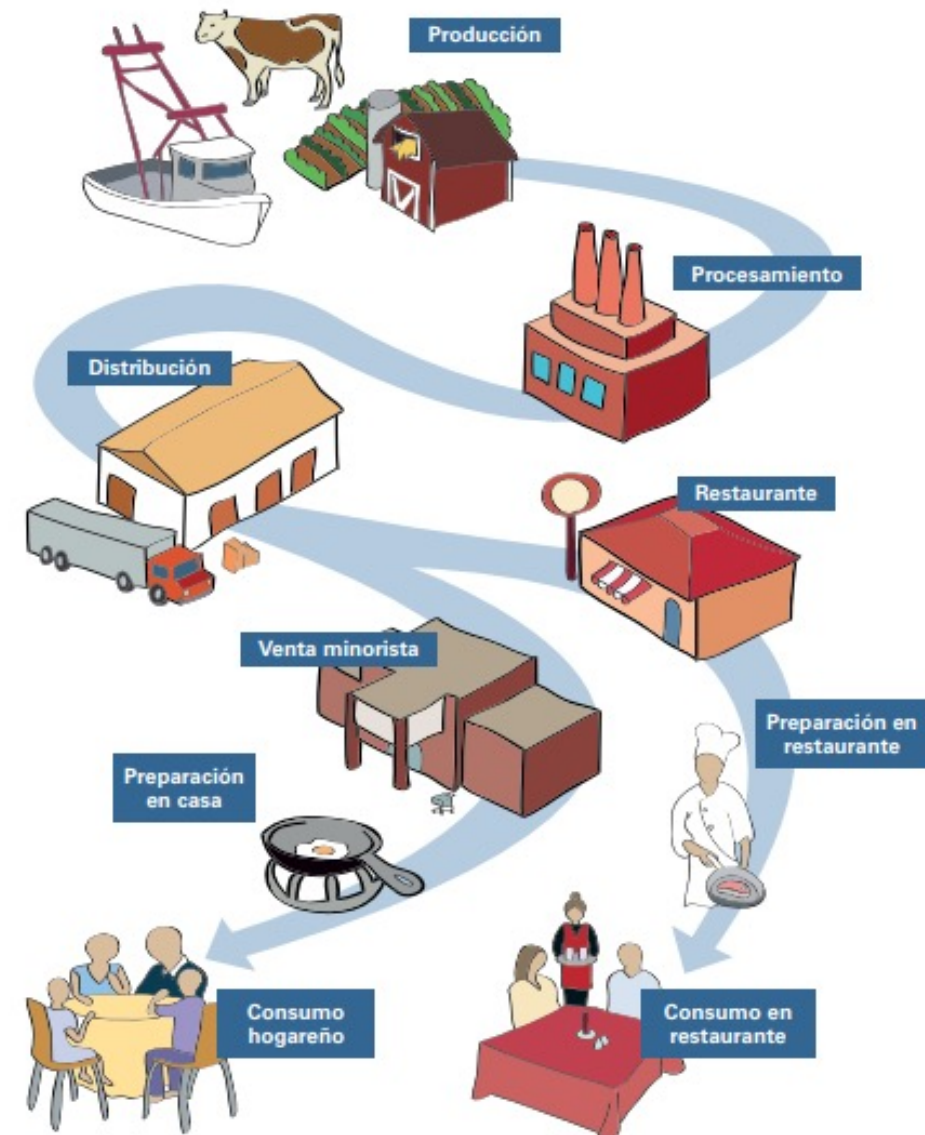 Producción
Procesamiento
Distribución
Restaurante
Venta minorista
Preparación en
restaurante
Preparación
en casa
Consumo
hogareño
Consumo en
restaurante